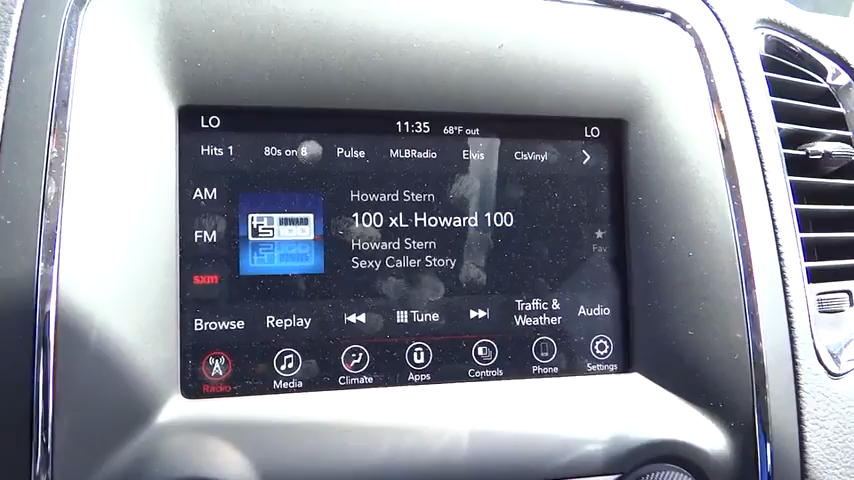 LO 11:35 68°F out LO
Hits 1 80s on 8 Pulse MLBRadio Elvis ClsVinyl
AM
FM
sxm
HOWARD
100
Howard Stern
100 xL Howard 100
Howard Stern
Sexy Caller Story
Fav
Browse Replay Tune Traffic & Weather Audio
Radio Media Climate Apps Controls Phone Settings